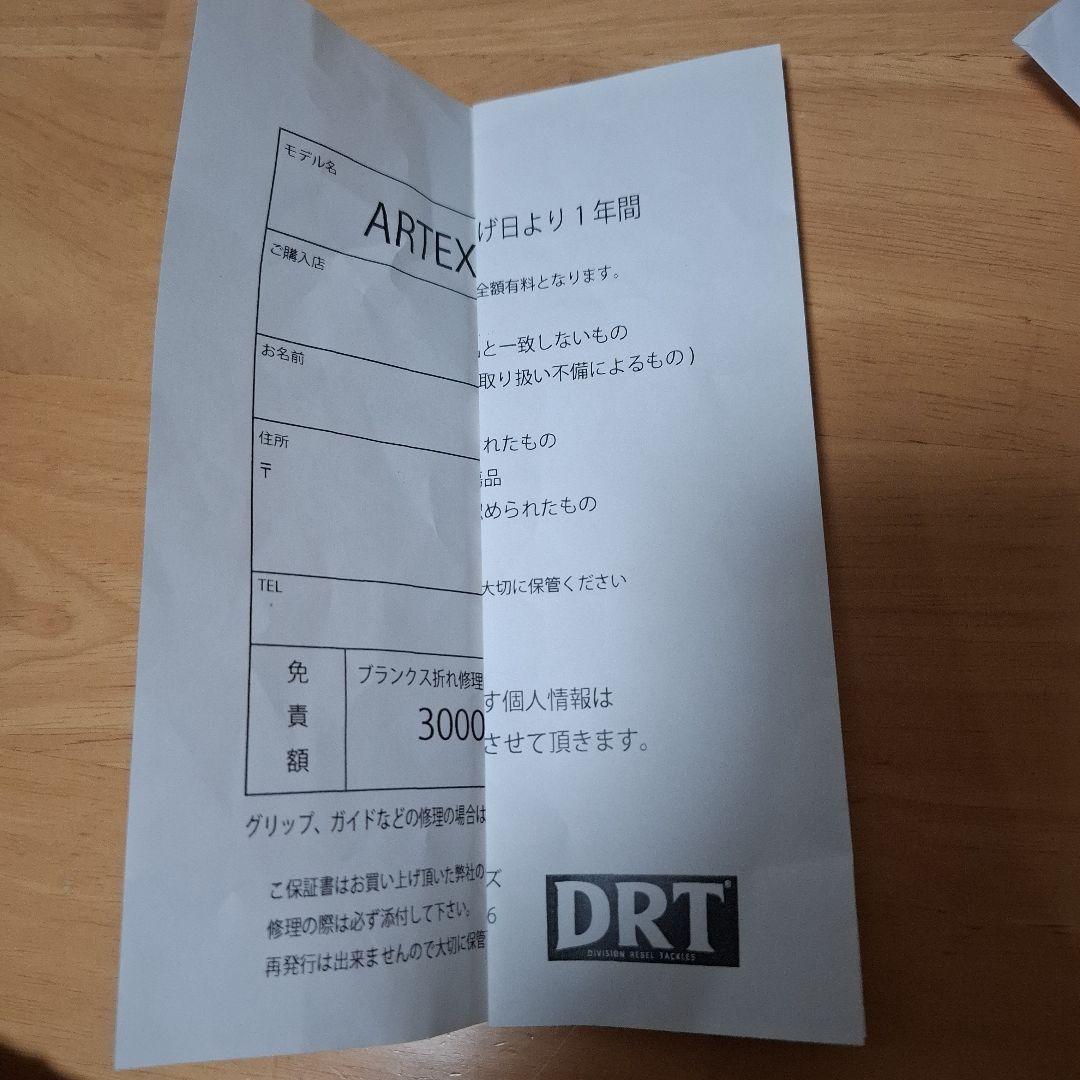 モデル名
ARTEX
ご購入店
お名前
住所
〒
TEL
免責額
ブランクス折れ修理
3000
グリップ、ガイドなどの修理の場合は
ご保証書はお買い上げ頂いた弊社の
修理の際は必ず添付して下さい。
再発行は出来ませんので大切に保管
げ日より1年間
全額有料となります。
と一致しないもの
取り扱い不備によるもの)
れたもの
品
められたもの
大切に保管ください
す個人情報は
させて頂きます。
ズ
6
DRT
DIVISION REBEL TACKLES